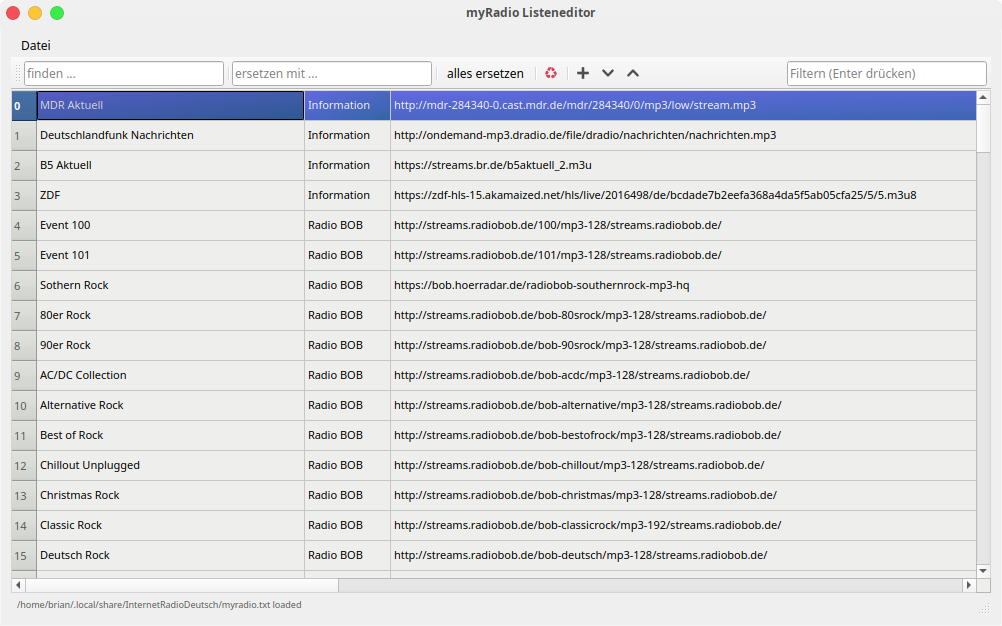 myRadio Listeneditor
Datei
finden ... ersetzen mit ... alles ersetzen Filtern (Enter drücken)
0 MDR Aktuell Information http://mdr-284340-0.cast.mdr.de/mdr/284340/0/mp3/low/stream.mp3
1 Deutschlandfunk Nachrichten Information http://ondemand-mp3.dradio.de/file/dradio/nachrichten/nachrichten.mp3
2 B5 Aktuell Information https://streams.br.de/b5aktuell_2.m3u
3 ZDF Information https://zdf-hls-15.akamaized.net/hls/live/2016498/de/bcdade7b2eefa368a4da5f5ab05cfa25/5/5.m3u8
4 Event 100 Radio BOB http://streams.radiobob.de/100/mp3-128/streams.radiobob.de/
5 Event 101 Radio BOB http://streams.radiobob.de/101/mp3-128/streams.radiobob.de/
6 Sothern Rock Radio BOB https://bob.hoerradar.de/radiobob-southernrock-mp3-hq
7 80er Rock Radio BOB http://streams.radiobob.de/bob-80srock/mp3-128/streams.radiobob.de/
8 90er Rock Radio BOB http://streams.radiobob.de/bob-90srock/mp3-128/streams.radiobob.de/
9 AC/DC Collection Radio BOB http://streams.radiobob.de/bob-acdc/mp3-128/streams.radiobob.de/
10 Alternative Rock Radio BOB http://streams.radiobob.de/bob-alternative/mp3-128/streams.radiobob.de/
11 Best of Rock Radio BOB http://streams.radiobob.de/bob-bestofrock/mp3-128/streams.radiobob.de/
12 Chillout Unplugged Radio BOB http://streams.radiobob.de/bob-chillout/mp3-128/streams.radiobob.de/
13 Christmas Rock Radio BOB http://streams.radiobob.de/bob-christmas/mp3-128/streams.radiobob.de/
14 Classic Rock Radio BOB http://streams.radiobob.de/bob-classicrock/mp3-192/streams.radiobob.de/
15 Deutsch Rock Radio BOB http://streams.radiobob.de/bob-deutsch/mp3-128/streams.radiobob.de/
/home/brian/.local/share/InternetRadioDeutsch/myradio.txt loaded